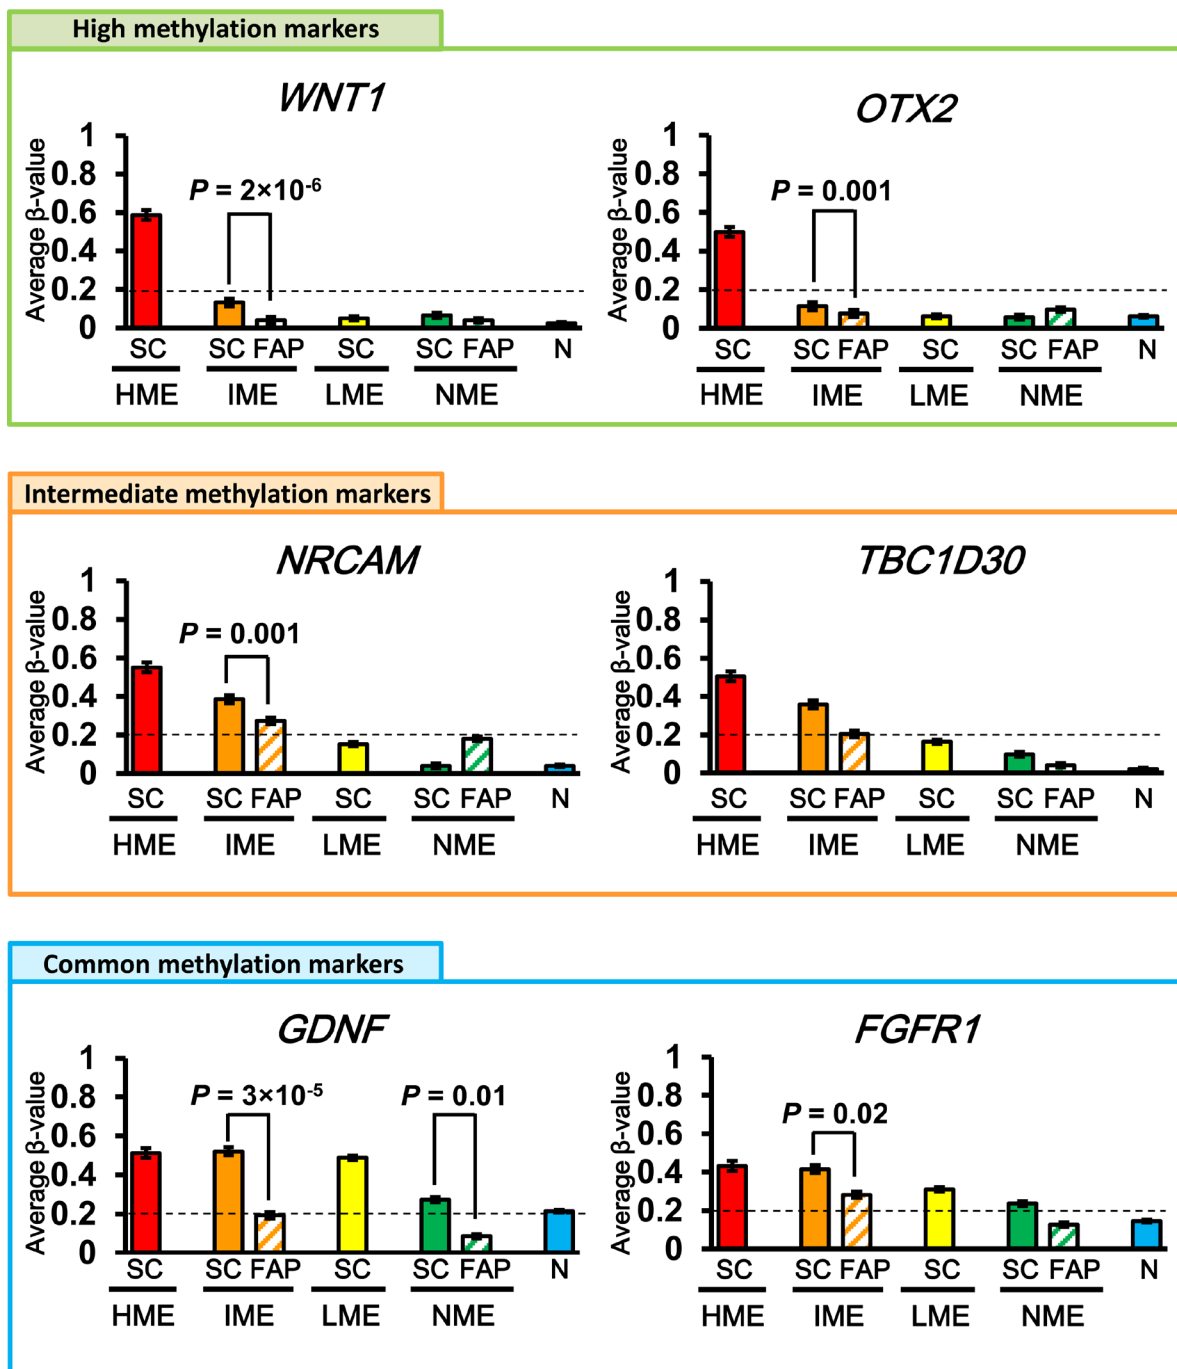 High methylation markers
WNT1
Average β-value
1
0.8
0.6
0.4
0.2
0
P = 2×10-6
SC SC FAP SC SC FAP N
HME IME LME NME
OTX2
Average β-value
1
0.8
0.6
0.4
0.2
0
P = 0.001
SC SC FAP SC SC FAP N
HME IME LME NME
Intermediate methylation markers
NRCAM
Average β-value
1
0.8
0.6
0.4
0.2
0
P = 0.001
SC SC FAP SC SC FAP N
HME IME LME NME
TBC1D30
Average β-value
1
0.8
0.6
0.4
0.2
0
SC SC FAP SC SC FAP N
HME IME LME NME
Common methylation markers
GDNF
Average β-value
1
0.8
0.6
0.4
0.2
0
P = 3×10-5
P = 0.01
SC SC FAP SC SC FAP N
HME IME LME NME
FGFR1
Average β-value
1
0.8
0.6
0.4
0.2
0
P = 0.02
SC SC FAP SC SC FAP N
HME IME LME NME